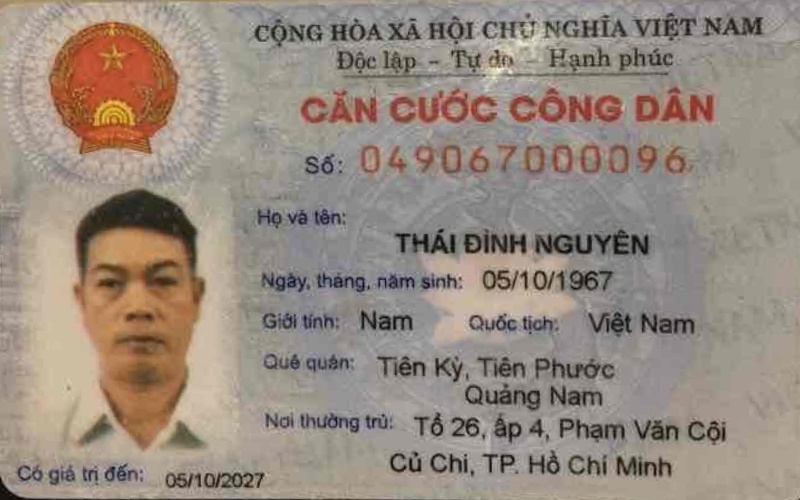 CỘNG HÒA XÃ HỘI CHỦ NGHĨA VIỆT NAM
Độc lập - Tự do - Hạnh phúc
CĂN CƯỚC CÔNG DÂN
Số: 049067000096
Họ và tên:
THÁI ĐÌNH NGUYÊN
Ngày, tháng, năm sinh: 05/10/1967
Giới tính: Nam Quốc tịch: Việt Nam
Quê quán: Tiên Kỳ, Tiên Phước
Quảng Nam
Nơi thường trú: Tổ 26, ấp 4, Phạm Văn Cội
Củ Chi, TP. Hồ Chí Minh
Có giá trị đến: 05/10/2027